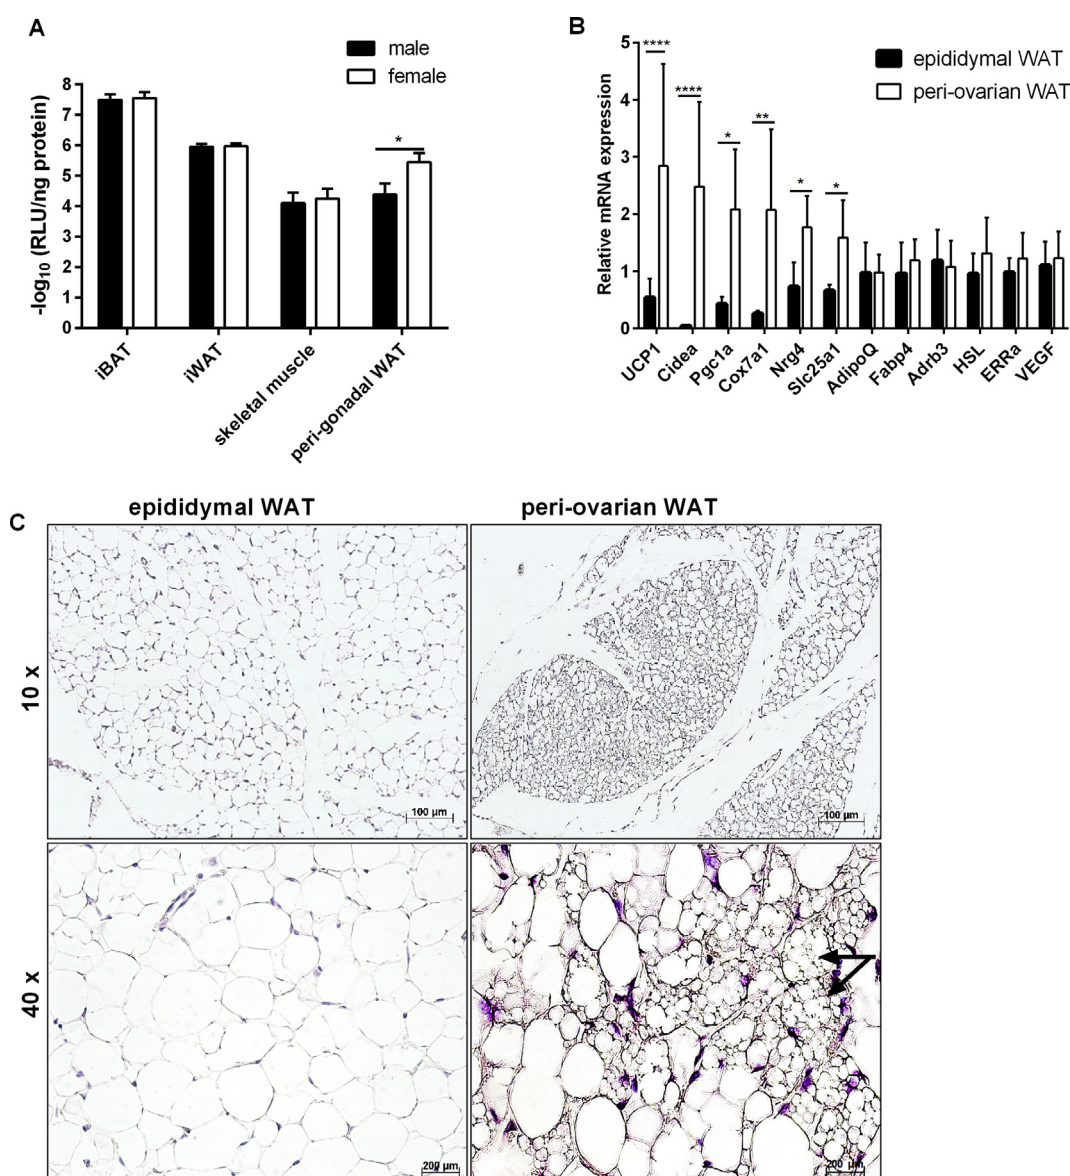 A
male
female
-log10 (RLU/ng protein)
8
7
6
5
4
3
2
1
0
*
iBAT
iWAT
skeletal muscle
peri-gonadal WAT
B
epididymal WAT
peri-ovarian WAT
Relative mRNA expression
5
4
3
2
1
0
****
****
*
**
*
*
UCP1
Cidea
Pgc1a
Cox7a1
Nrg4
Slc25a1
AdipoQ
Fabp4
Adrb3
HSL
ERRa
VEGF
C
epididymal WAT
peri-ovarian WAT
10 x
100 µm
100 µm
40 x
200 µm
200 µm